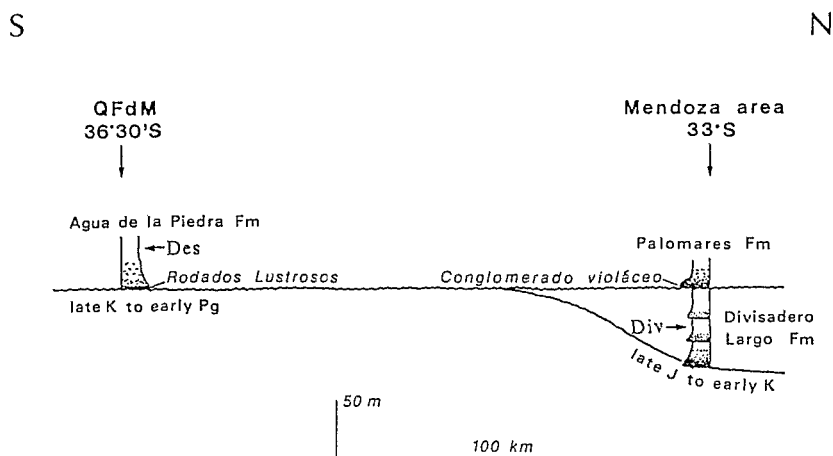 S
N
QFdM
36°30'S
Mendoza area
33°S
Agua de la Piedra Fm
Des
Palomares Fm
Rodados Lustrosos
Conglomerado violáceo
late K to early Pg
Div
Divisadero
Largo Fm
late J to early K
50 m
100 km